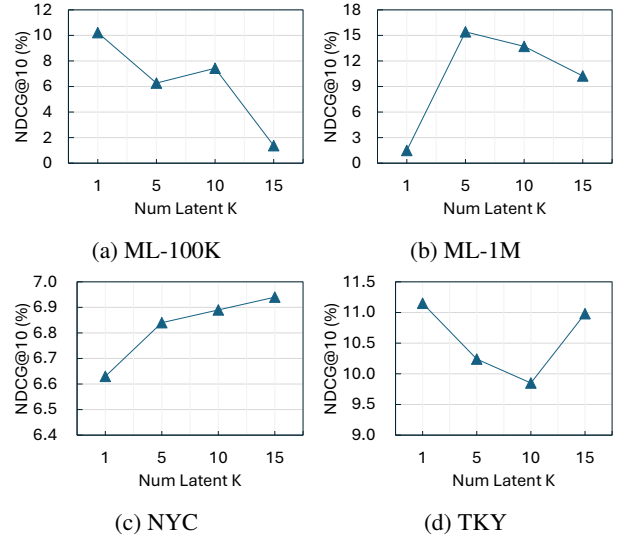 NDCG@10 (%)
12
10
8
6
4
2
0
1 5 10 15
Num Latent K
(a) ML-100K
NDCG@10 (%)
18
15
12
9
6
3
0
1 5 10 15
Num Latent K
(b) ML-1M
NDCG@10 (%)
7.0
6.9
6.8
6.7
6.6
6.5
6.4
1 5 10 15
Num Latent K
(c) NYC
NDCG@10 (%)
11.5
11.0
10.5
10.0
9.5
9.0
1 5 10 15
Num Latent K
(d) TKY